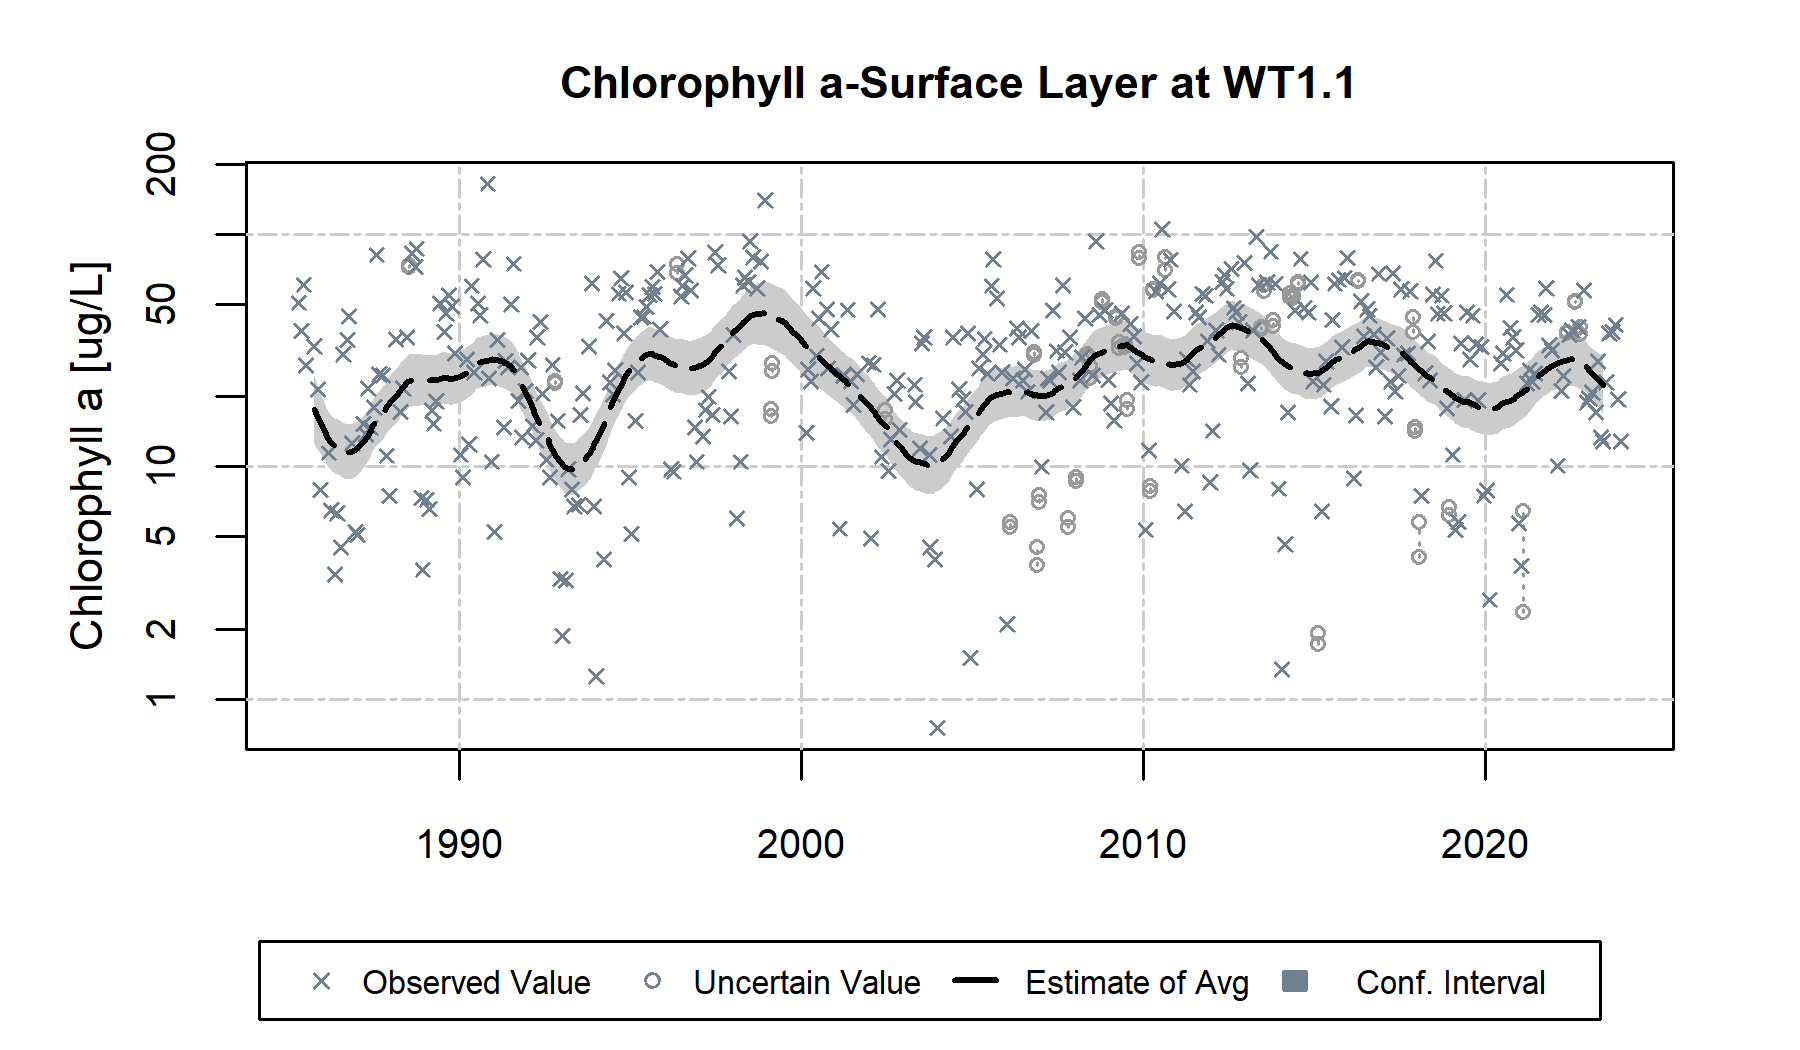 Chlorophyll a-Surface Layer at WT1.1
Chlorophyll a [ug/L]
200
50
10
5
2
1
1990 2000 2010 2020
Observed Value Uncertain Value Estimate of Avg Conf. Interval